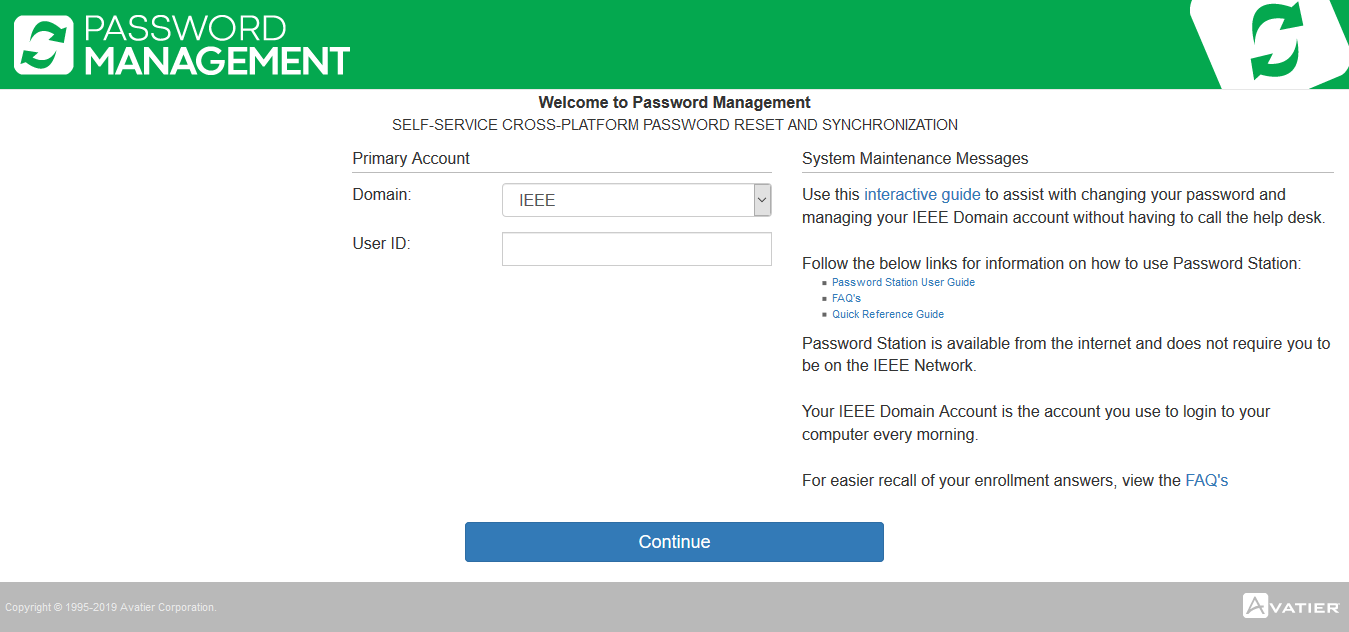 PASSWORD
MANAGEMENT
Welcome to Password Management
SELF-SERVICE CROSS-PLATFORM PASSWORD RESET AND SYNCHRONIZATION
Primary Account
Domain:
IEEE
User ID:
System Maintenance Messages
Use this interactive guide to assist with changing your password and
managing your IEEE Domain account without having to call the help desk.
Follow the below links for information on how to use Password Station:
Password Station User Guide
FAQ's
Quick Reference Guide
Password Station is available from the internet and does not require you to
be on the IEEE Network.
Your IEEE Domain Account is the account you use to login to your
computer every morning.
For easier recall of your enrollment answers, view the FAQ's
Continue
Copyright © 1995-2019 Avatier Corporation.
AVATIER